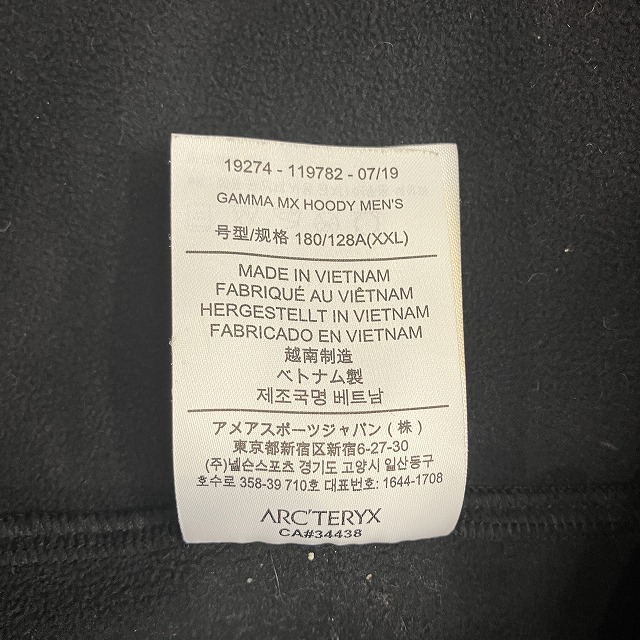 19274 - 119782 - 07/19
GAMMA MX HOODY MEN'S
号型/规格 180/128A(XXL)
MADE IN VIETNAM
FABRIQUÉ AU VIÊTNAM
HERGESTELLT IN VIETNAM
FABRICADO EN VIETNAM
越南制造
ベトナム製
제조국명 베트남
アメアスポーツジャパン ( 株 )
東京都新宿区新宿6-27-30
(주)넬슨스포츠 경기도 고양시 일산동구
호수로 358-39 710호 대표번호: 1644-1708
ARC'TERYX
CA#34438